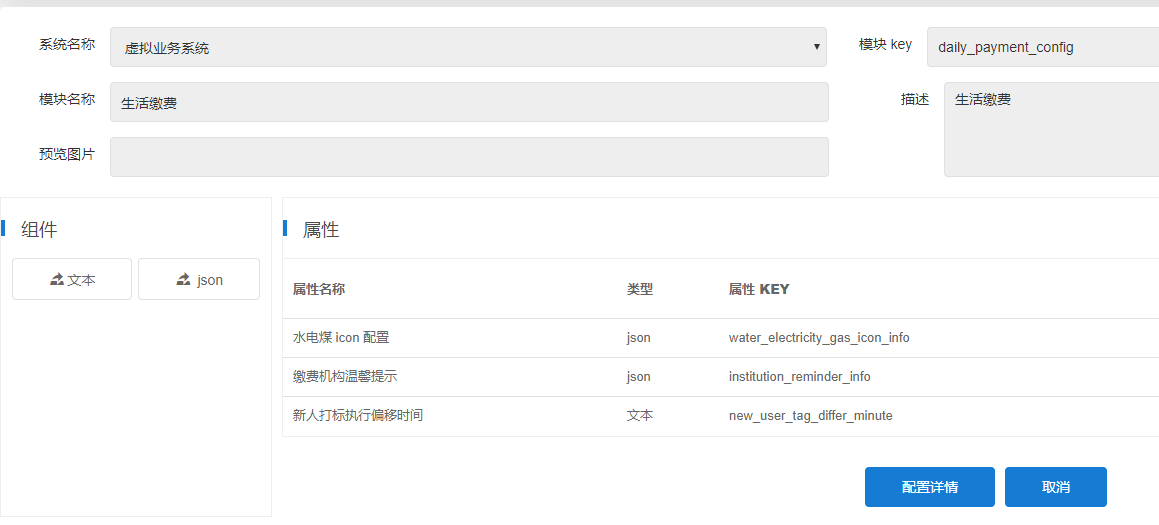 系统名称 虚拟业务系统 模块 key daily_payment_config
模块名称 生活缴费 描述 生活缴费
预览图片
组件 属性
文本 json
属性名称 类型 属性 KEY
水电煤 icon 配置 json water_electricity_gas_icon_info
缴费机构温馨提示 json institution_reminder_info
新人打标执行偏移时间 文本 new_user_tag_differ_minute
配置详情 取消